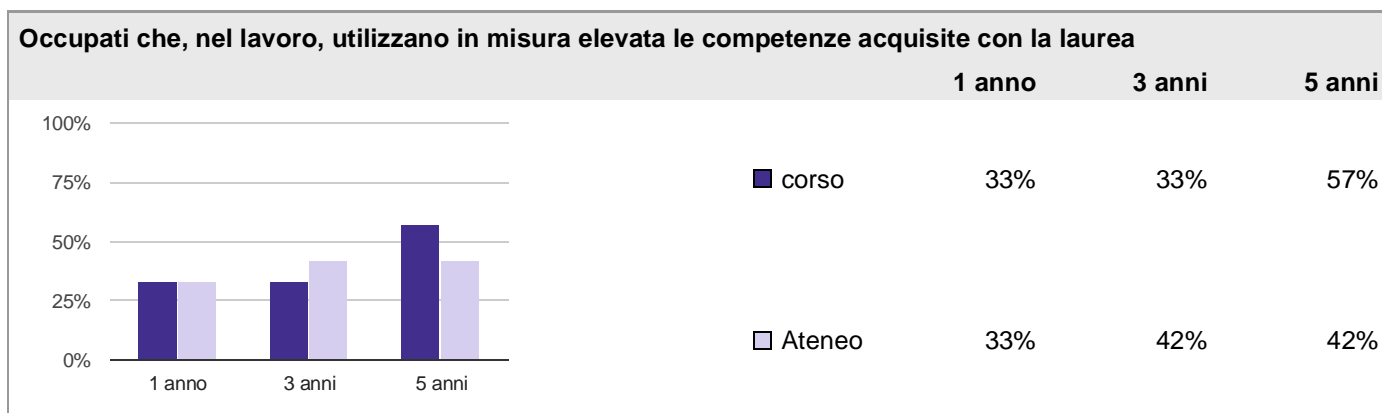 Occupati che, nel lavoro, utilizzano in misura elevata le competenze acquisite con la laurea
1 anno 3 anni 5 anni
100%
75%
50%
25%
0%
1 anno 3 anni 5 anni
corso 33% 33% 57%
Ateneo 33% 42% 42%